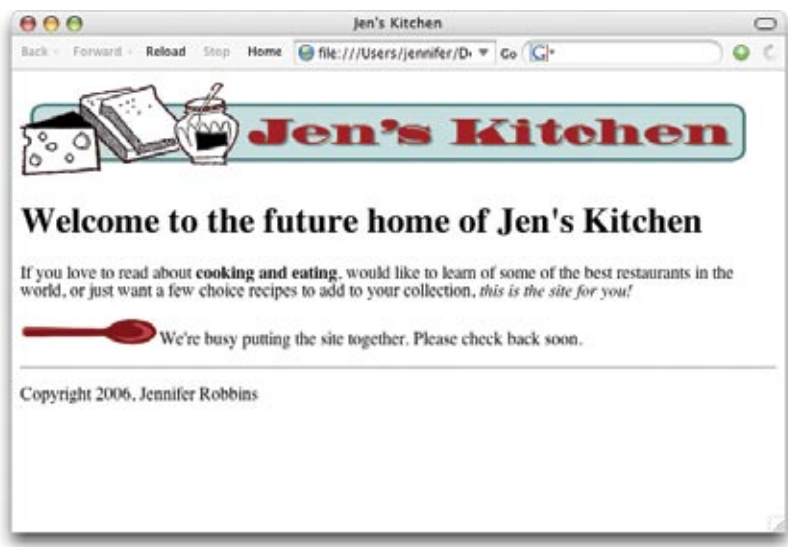 Jen's Kitchen
Back Forward Reload Stop Home file:///Users/jennifer/D Go G
Jen's Kitchen
Welcome to the future home of Jen's Kitchen
If you love to read about cooking and eating, would like to learn of some of the best restaurants in the
world, or just want a few choice recipes to add to your collection, this is the site for you!
We're busy putting the site together. Please check back soon.
Copyright 2006, Jennifer Robbins